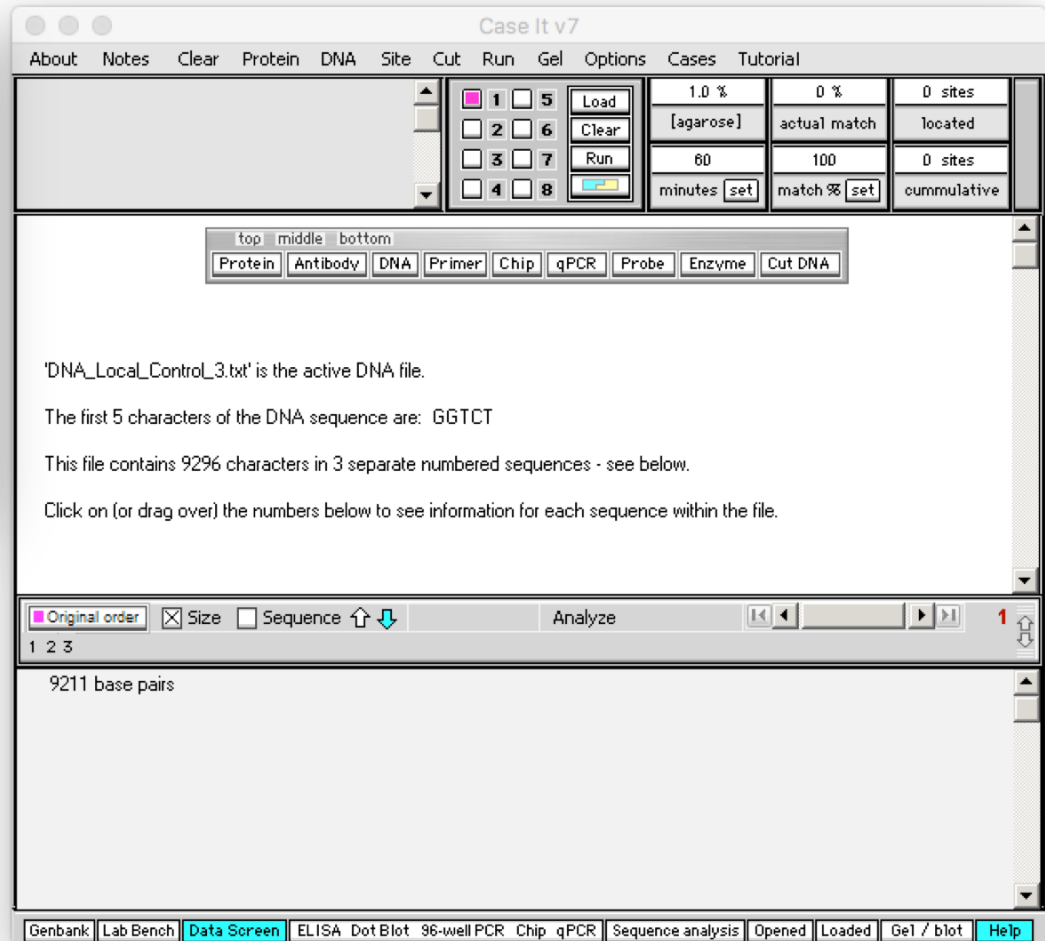 Case It v7
About Notes Clear Protein DNA Site Cut Run Gel Options Cases Tutorial
1 5 Load
2 6 Clear
3 7 Run
4 8
1.0 % 0 % 0 sites
[agarose] actual match located
60 100 0 sites
minutes set match % set cummulative
top middle bottom
Protein Antibody DNA Primer Chip qPCR Probe Enzyme Cut DNA
'DNA_Local_Control_3.txt' is the active DNA file.
The first 5 characters of the DNA sequence are: GGTCT
This file contains 9296 characters in 3 separate numbered sequences - see below.
Click on (or drag over) the numbers below to see information for each sequence within the file.
Original order Size Sequence Analyze 1
1 2 3
9211 base pairs
Genbank Lab Bench Data Screen ELISA Dot Blot 96-well PCR Chip qPCR Sequence analysis Opened Loaded Gel / blot Help